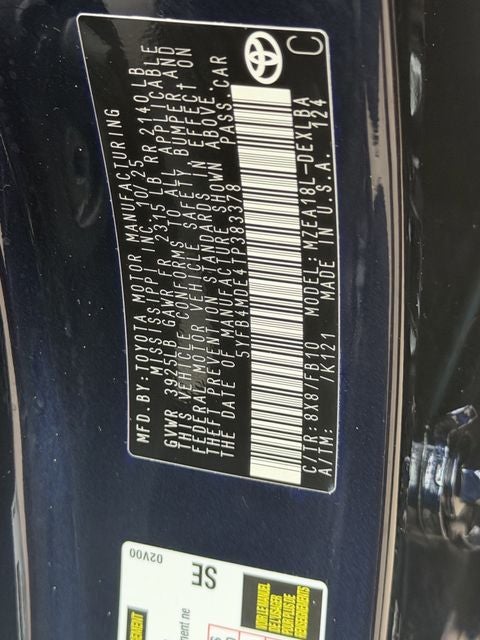 MFD.BY:TOYOTA MOTOR MANUFACTURING
MISSISSIPPI INC. 10/25
GVWR 3925LB GAWR FR 2315 LB RR 2140LB
THIS VEHICLE CONFORMS TO ALL APPLICABLE
FEDERAL MOTOR VEHICLE SAFETY BUMPER AND
THEFT PREVENTION STANDARDS IN EFFECT ON
THE DATE OF MANUFACTURE SHOWN ABOVE.
5YFB4MDE4TP383378 PASS.CAR
C/TR:8X8/FB10 MODEL:MZEA18L-DEXLBA
A/TM: /K121 MADE IN U.S.A. 124
C
02V00
SE